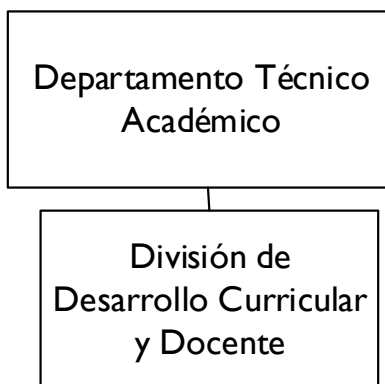 Departamento Técnico
Académico
División de
Desarrollo Curricular
y Docente